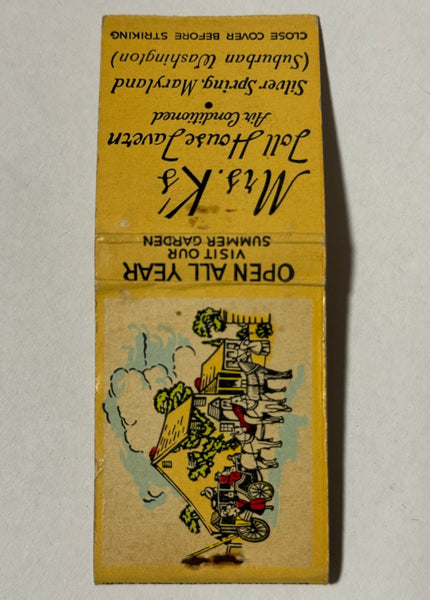 Mrs. K's
Toll House Tavern
Air Conditioned
•
Silver Spring, Maryland
(Suburban Washington)
CLOSE COVER BEFORE STRIKING
OPEN ALL YEAR
VISIT OUR
SUMMER GARDEN